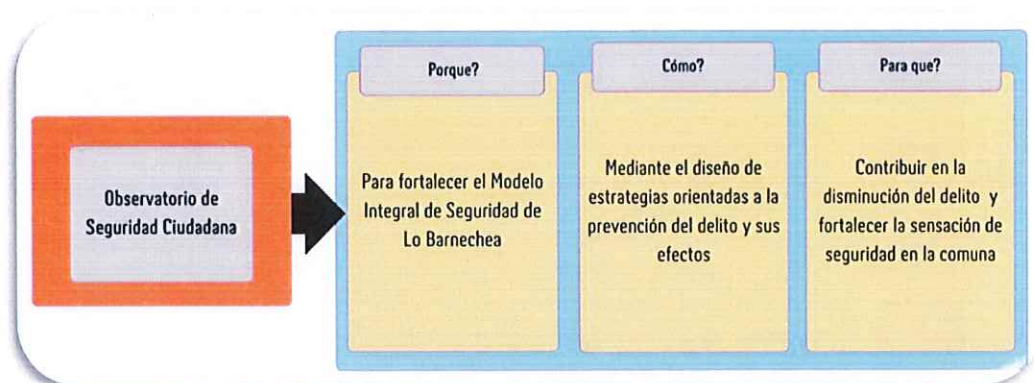 Observatorio de
Seguridad Ciudadana
Porque?
Para fortalecer el Modelo
Integral de Seguridad de
Lo Barnechea
Cómo?
Mediante el diseño de
estrategias orientadas a la
prevención del delito y sus
efectos
Para que?
Contribuir en la
disminución del delito y
fortalecer la sensación de
seguridad en la comuna